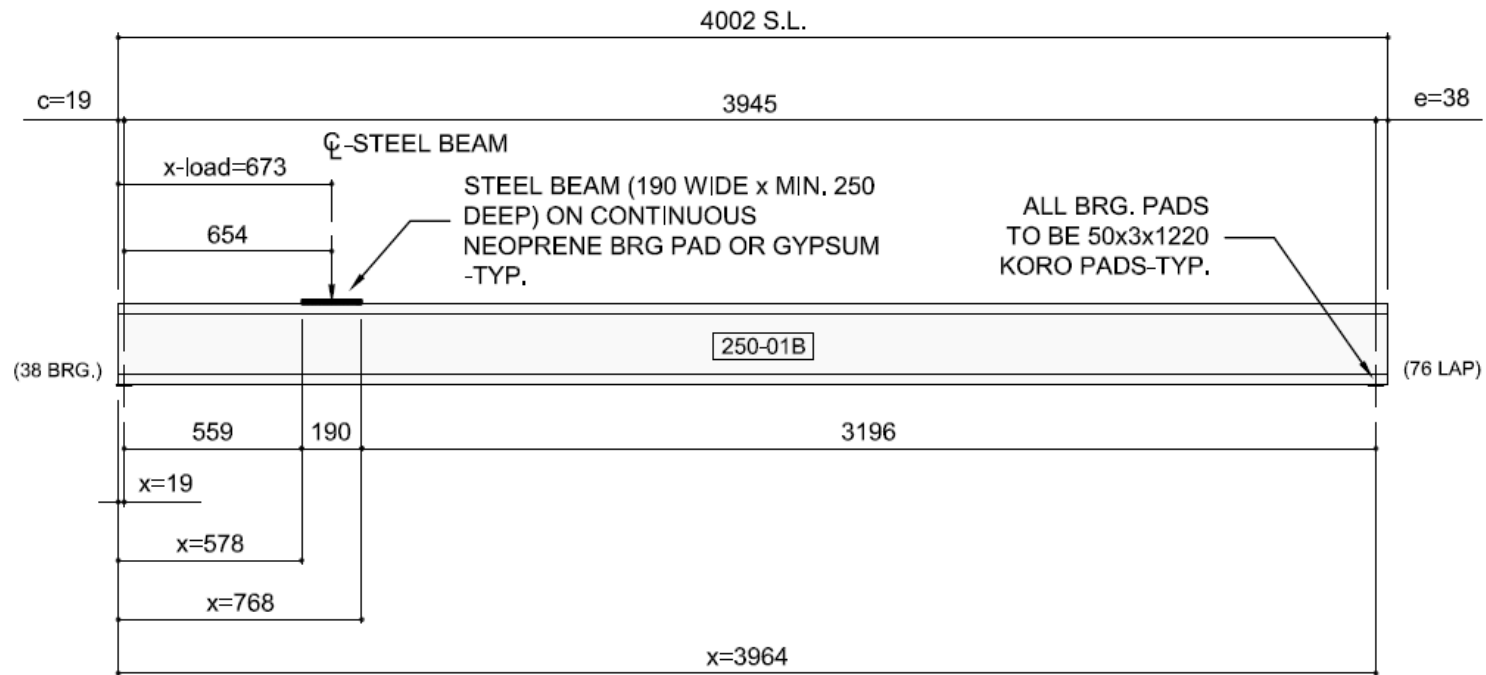 4002 S.L.
c=19
3945
e=38
℄-STEEL BEAM
x-load=673
STEEL BEAM (190 WIDE x MIN. 250
DEEP) ON CONTINUOUS
NEOPRENE BRG PAD OR GYPSUM
-TYP.
ALL BRG. PADS
TO BE 50x3x1220
KORO PADS-TYP.
654
250-01B
(38 BRG.)
(76 LAP)
559
190
3196
x=19
x=578
x=768
x=3964